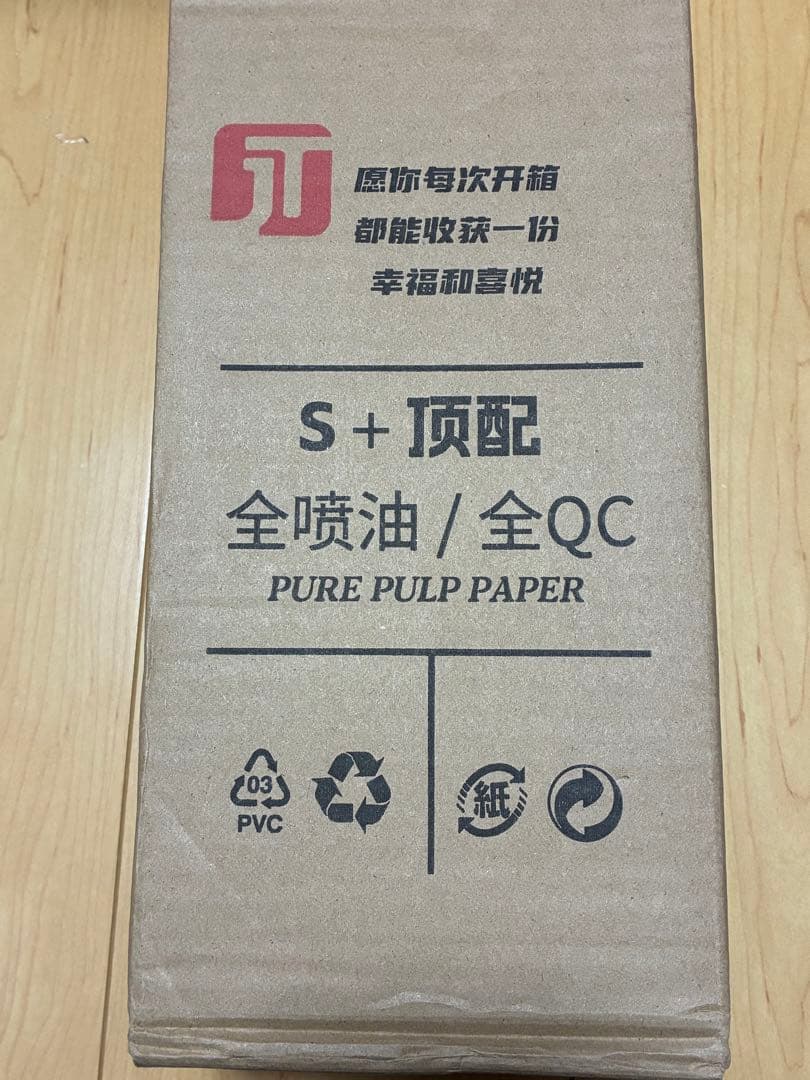 愿你每次开箱
都能收获一份
幸福和喜悦
S+顶配
全喷油/全QC
PURE PULP PAPER
03
PVC
紙